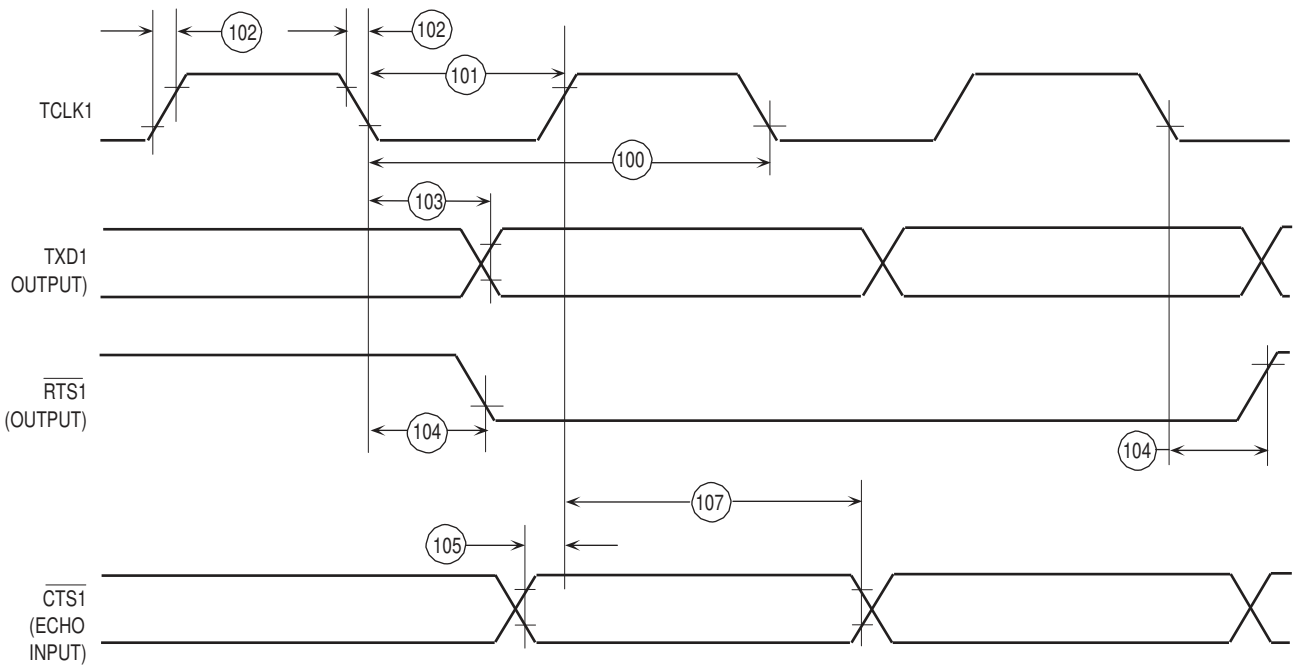 102
102
101
TCLK1
100
103
TXD1
OUTPUT)
RTS1
(OUTPUT)
104
104
107
105
CTS1
(ECHO
INPUT)